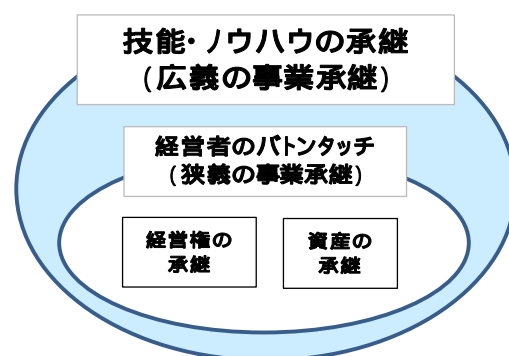 技能・ノウハウの承継
(広義の事業承継)
経営者のバトンタッチ
(狭義の事業承継)
経営権の
承継
資産の
承継